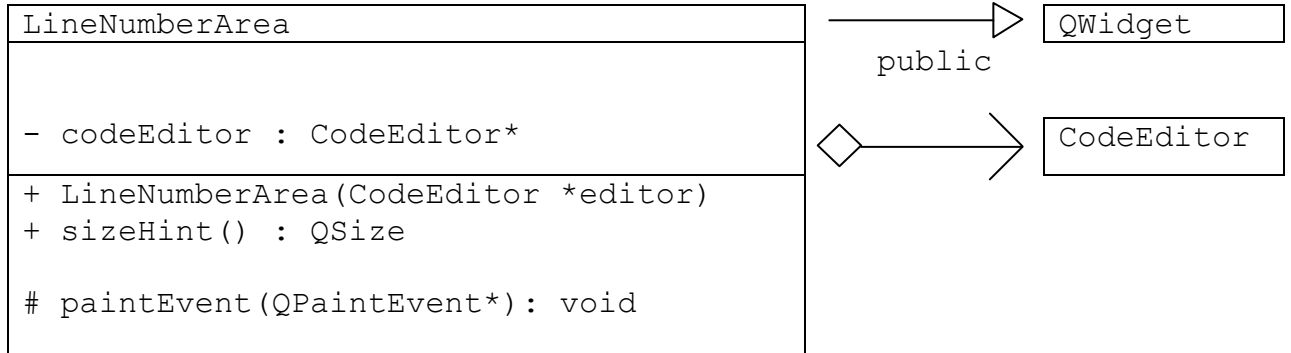 LineNumberArea
QWidget
public
- codeEditor : CodeEditor*
CodeEditor
+ LineNumberArea(CodeEditor *editor)
+ sizeHint() : QSize
# paintEvent(QPaintEvent*): void